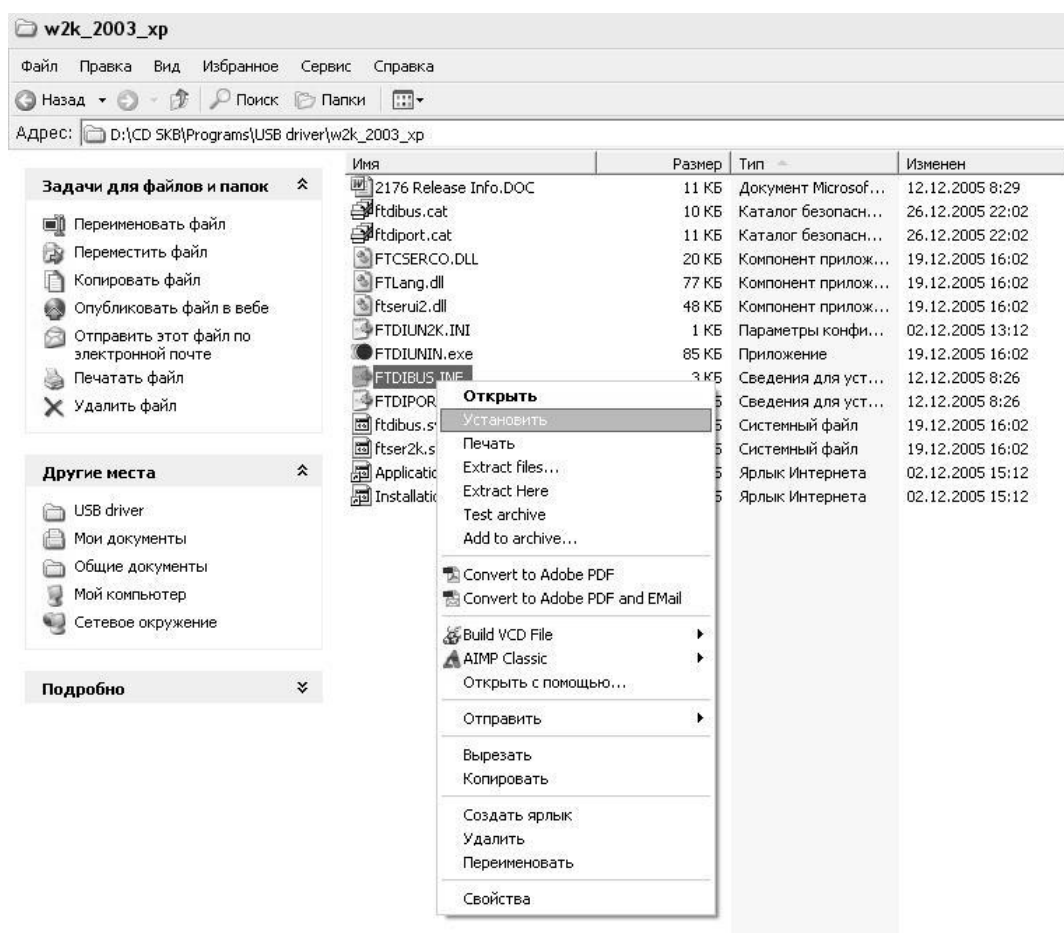 w2k_2003_xp
Файл Правка Вид Избранное Сервис Справка
Назад Поиск Папки
Адрес: D:\CD SKB\Programs\USB driver\w2k_2003_xp
Задачи для файлов и папок
Переименовать файл
Переместить файл
Копировать файл
Опубликовать файл в вебе
Отправить этот файл по
электронной почте
Печатать файл
Удалить файл
Другие места
USB driver
Мои документы
Общие документы
Мой компьютер
Сетевое окружение
Подробно
Имя Размер Тип Изменен
2176 Release Info.DOC 11 КБ Документ Microsof... 12.12.2005 8:29
ftdibus.cat 10 КБ Каталог безопасн... 26.12.2005 22:02
ftdiport.cat 11 КБ Каталог безопасн... 26.12.2005 22:02
FTCSERCO.DLL 20 КБ Компонент прилож... 19.12.2005 16:02
FTLang.dll 77 КБ Компонент прилож... 19.12.2005 16:02
ftserui2.dll 48 КБ Компонент прилож... 19.12.2005 16:02
FTDIUN2K.INI 1 КБ Параметры конфи... 02.12.2005 13:12
FTDIUNIN.exe 85 КБ Приложение 19.12.2005 16:02
FTDIBUS.INF 3 КБ Сведения для уст... 12.12.2005 8:26
FTDIPOR Б Сведения для уст... 12.12.2005 8:26
ftdibus.s Б Системный файл 19.12.2005 16:02
ftser2k.s Б Системный файл 19.12.2005 16:02
Applicatio Б Ярлык Интернета 02.12.2005 15:12
Installatio Б Ярлык Интернета 02.12.2005 15:12
Открыть
Установить
Печать
Extract files...
Extract Here
Test archive
Add to archive...
Convert to Adobe PDF
Convert to Adobe PDF and EMail
Build VCD File
AIMP Classic
Открыть с помощью...
Отправить
Вырезать
Копировать
Создать ярлык
Удалить
Переименовать
Свойства